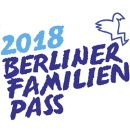 2018
BERLINER
FAMILIEN
PASS